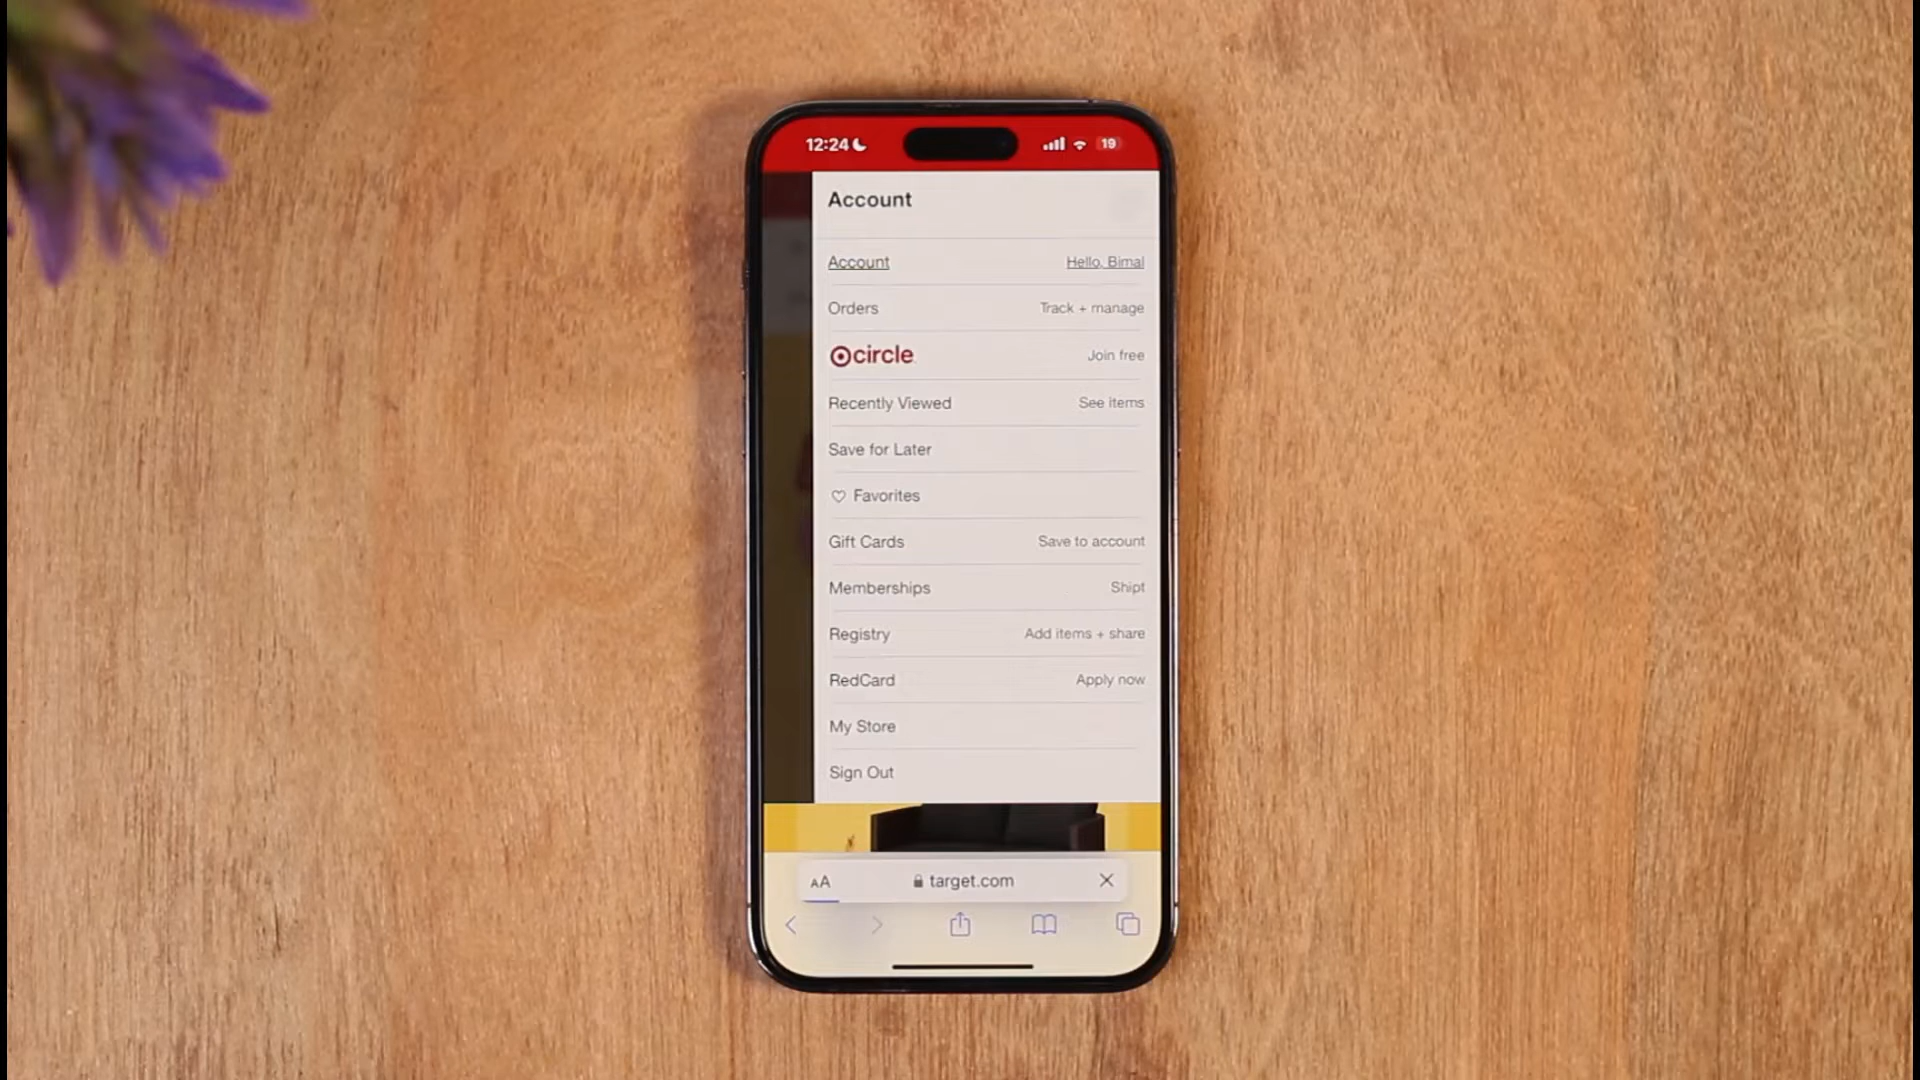 12:24 19
Account
Account Hello, Bimal
Orders Track + manage
circle Join free
Recently Viewed See items
Save for Later
Favorites
Gift Cards Save to account
Memberships Shipt
Registry Add items + share
RedCard Apply now
My Store
Sign Out
AA target.com